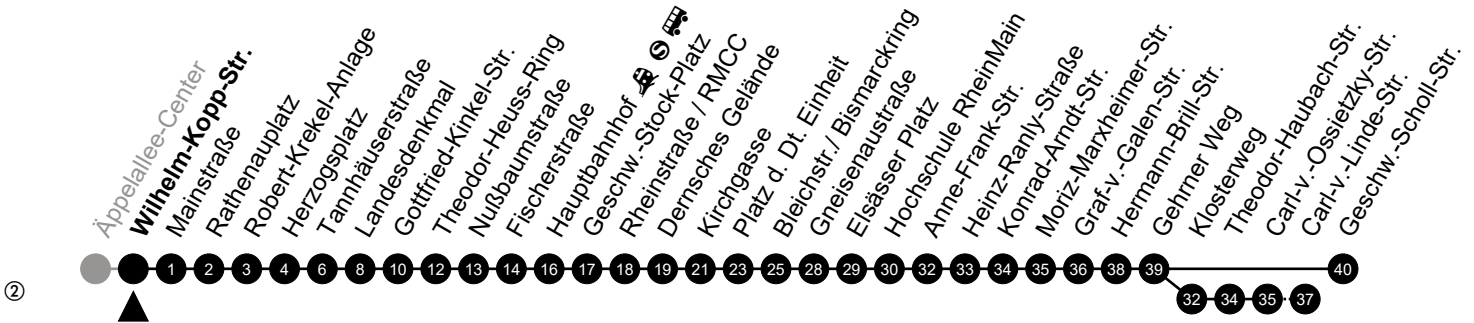 Äppelallee-Center
Wilhelm-Kopp-Str.
Mainstraße
Rathenauplatz
Robert-Krekel-Anlage
Herzogsplatz
Tannhäuserstraße
Landesdenkmal
Gottfried-Kinkel-Str.
Theodor-Heuss-Ring
Nußbaumstraße
Fischerstraße
Hauptbahnhof S
Geschw.-Stock-Platz
Rheinstraße / RMCC
Dernsches Gelände
Kirchgasse
Platz d. Dt. Einheit
Bleichstr./ Bismarckring
Gneisenaustraße
Elsässer Platz
Hochschule RheinMain
Anne-Frank-Str.
Heinz-Ranly-Straße
Konrad-Arndt-Str.
Moriz-Marxheimer-Str.
Graf-v.-Galen-Str.
Hermann-Brill-Str.
Gehrner Weg
Klosterweg
Theodor-Haubach-Str.
Carl-v.-Ossietzky-Str.
Carl-v.-Linde-Str.
Geschw.-Scholl-Str.
1 2 3 4 6 8 10 12 13 14 16 17 18 19 21 23 25 28 29 30 32 33 34 35 36 38 39 40
② 32 34 35 37